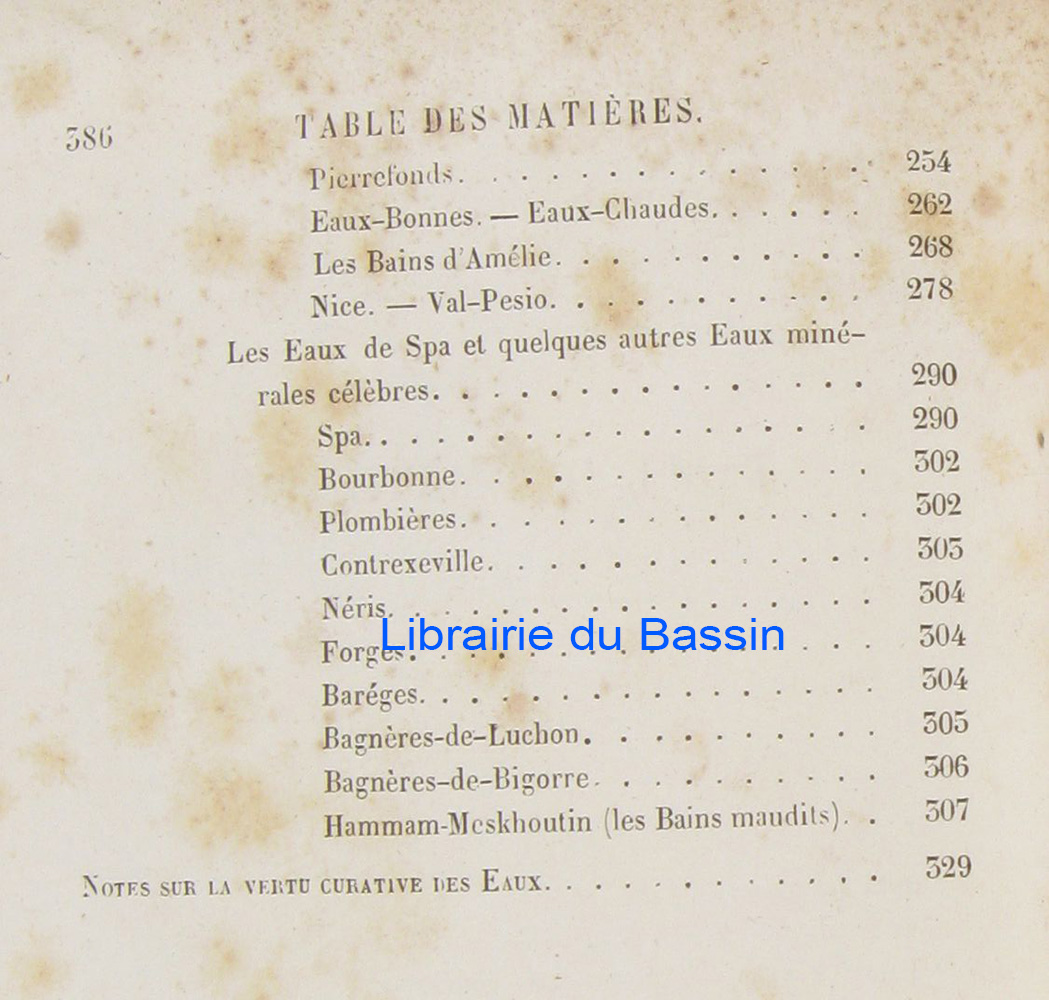 386 TABLE DES MATIÈRES.
Pierrefonds. . . . . . . . . . . . . . . 254
Eaux-Bonnes. — Eaux-Chaudes. . . . . . 262
Les Bains d'Amélie. . . . . . . . . . . . 268
Nice. — Val-Pesio. . . . . . . . . . . . 278
Les Eaux de Spa et quelques autres Eaux miné-
rales célèbres. . . . . . . . . . . . . . . . 290
Spa. . . . . . . . . . . . . . . . . . 290
Bourbonne. . . . . . . . . . . . . . . 302
Plombières. . . . . . . . . . . . . . . 302
Contrexeville. . . . . . . . . . . . . . 303
Néris. . . . . . . . . . . . . . . . . 304
Librairie du Bassin
Forges. . . . . . . . . . . . . . . . . 304
Baréges. . . . . . . . . . . . . . . . . 304
Bagnères-de-Luchon. . . . . . . . . . . 305
Bagnères-de-Bigorre. . . . . . . . . . . 306
Hammam-Meskhoutin (les Bains maudits). . 307
NOTES SUR LA VERTU CURATIVE DES EAUX. . . . . . . . . . . . . 329